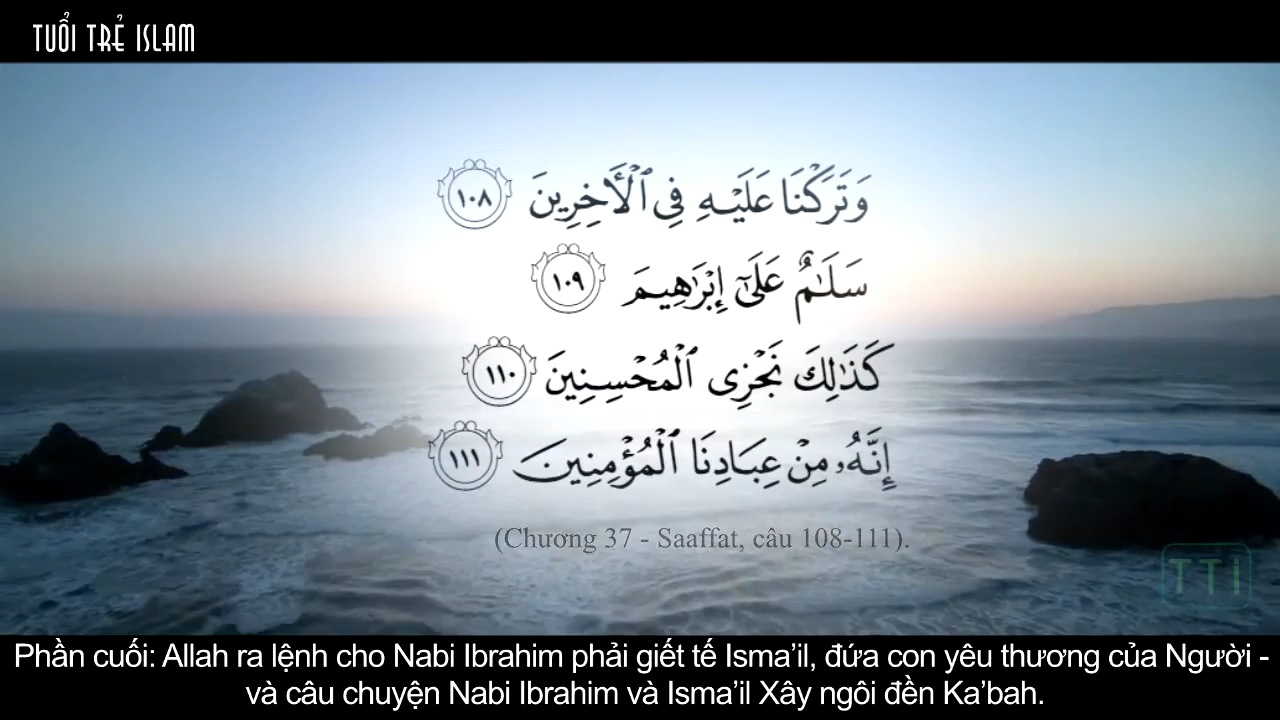 TUỔI TRẺ ISLAM
وَتَرَكْنَا عَلَيْهِ فِي ٱلْأَخِرِينَ ١٠٨
سَلَـٰمٌ عَلَىٰٓ إِبْرَٰهِيمَ ١٠٩
كَذَٰلِكَ نَجْزِى ٱلْمُحْسِنِينَ ١١٠
إِنَّهُۥ مِنْ عِبَادِنَا ٱلْمُؤْمِنِينَ ١١١
(Chương 37 - Saaffat, câu 108-111).
TTI
Phần cuối: Allah ra lệnh cho Nabi Ibrahim phải giết tế Isma’il, đứa con yêu thương của Người -
và câu chuyện Nabi Ibrahim và Isma’il Xây ngôi đền Ka’bah.